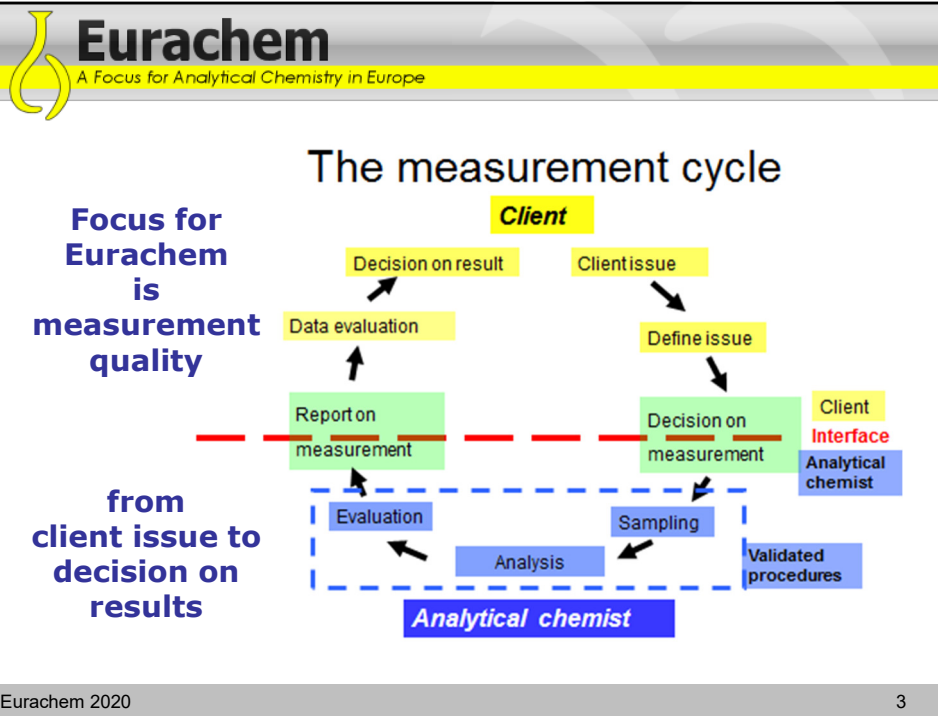 Eurachem
A Focus for Analytical Chemistry in Europe
The measurement cycle
Focus for
Eurachem
is
measurement
quality
from
client issue to
decision on
results
Client
Decision on result
Client issue
Data evaluation
Define issue
Report on
measurement
Decision on
measurement
Client
Interface
Analytical
chemist
Evaluation
Sampling
Analysis
Validated
procedures
Analytical chemist
Eurachem 2020
3